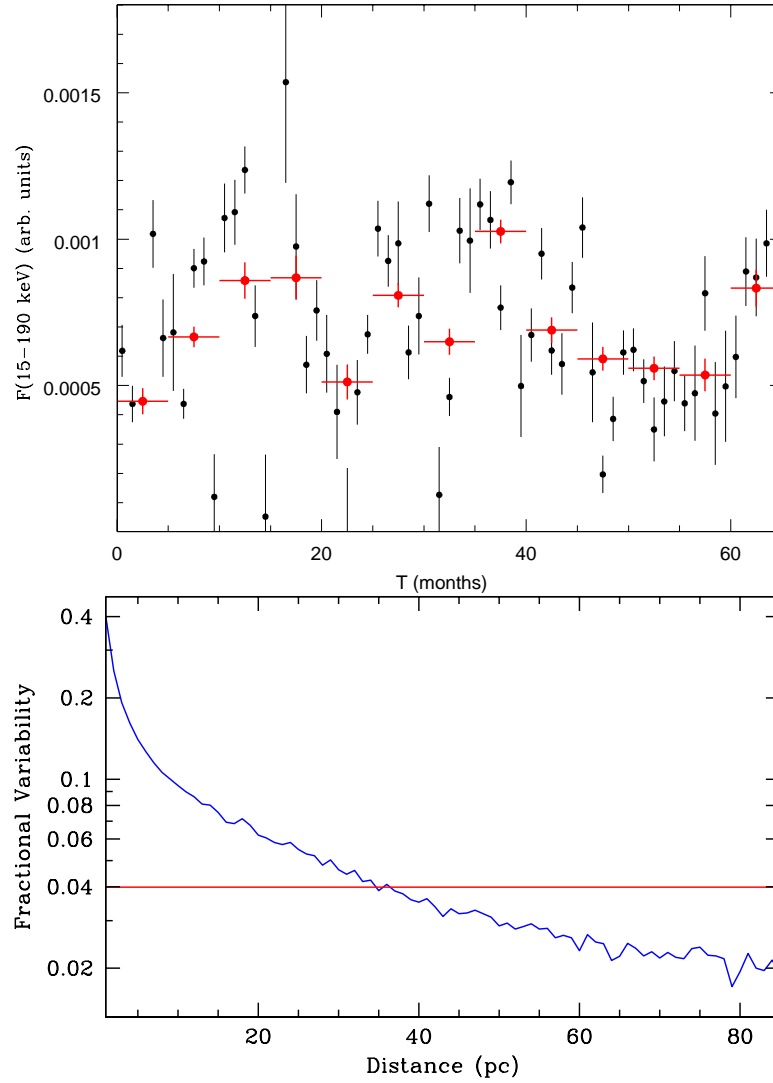 F(15−190 keV) (arb. units)
0.0015
0.001
0.0005
0 20 40 60
T (months)
Fractional Variability
0.4
0.2
0.1
0.08
0.06
0.04
0.02
20 40 60 80
Distance (pc)